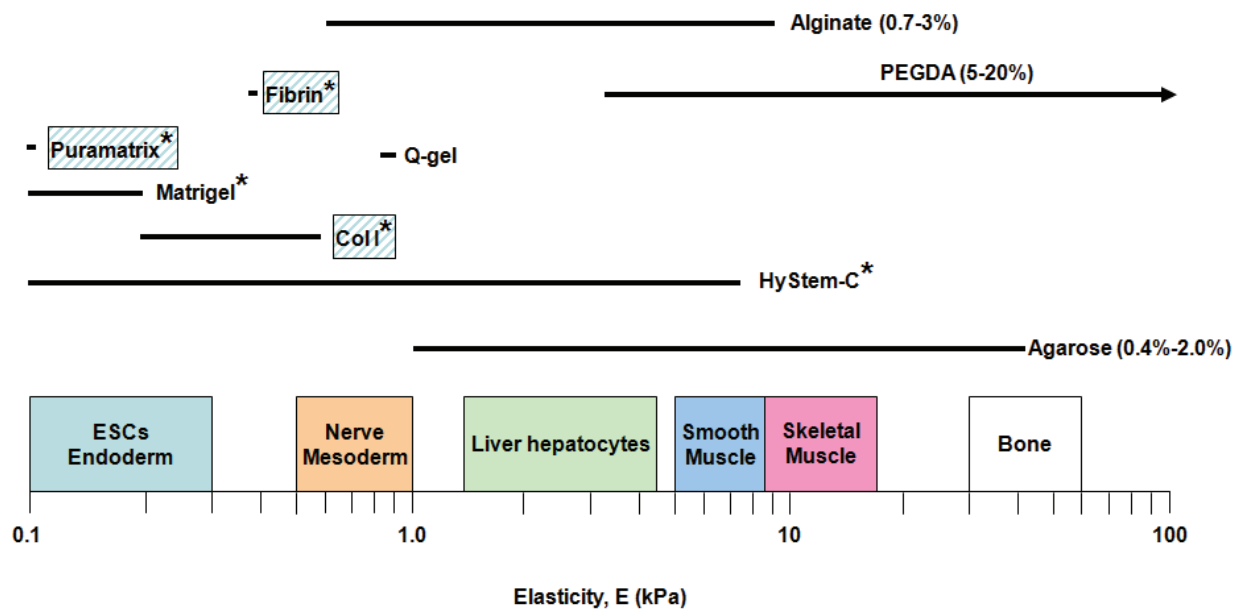 Alginate (0.7-3%)
PEGDA (5-20%)
Fibrin*
Puramatrix*
Q-gel
Matrigel*
Col I*
HyStem-C*
Agarose (0.4%-2.0%)
ESCs
Endoderm
Nerve
Mesoderm
Liver hepatocytes
Smooth
Muscle
Skeletal
Muscle
Bone
0.1
1.0
10
100
Elasticity, E (kPa)